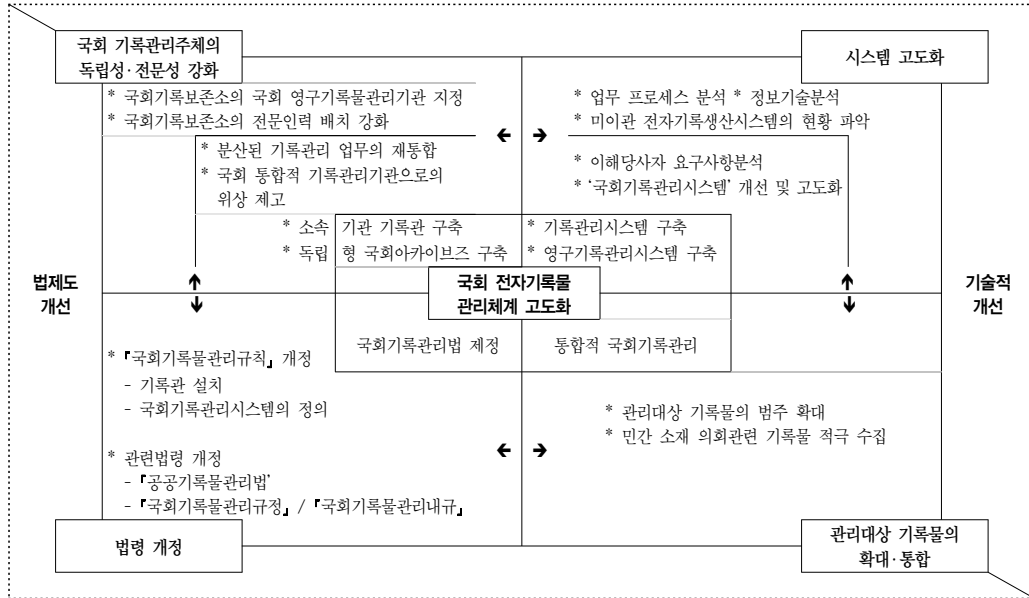 국회 기록관리주체의
독립성·전문성 강화
* 국회기록보존소의 국회 영구기록물관리기관 지정
* 국회기록보존소의 전문인력 배치 강화
* 분산된 기록관리 업무의 재통합
* 국회 통합적 기록관리기관으로의
위상 제고
* 소속 기관 기록관 구축
* 독립 형 국회아카이브즈 구축
시스템 고도화
* 업무 프로세스 분석 * 정보기술분석
* 미이관 전자기록생산시스템의 현황 파악
* 이해당사자 요구사항분석
* '국회기록관리시스템' 개선 및 고도화
* 기록관리시스템 구축
* 영구기록관리시스템 구축
법제도
개선
국회 전자기록물
관리체계 고도화
기술적
개선
국회기록관리법 제정
통합적 국회기록관리
* 『국회기록물관리규칙』 개정
- 기록관 설치
- 국회기록관리시스템의 정의
* 관련법령 개정
- 『공공기록물관리법'
- 『국회기록물관리규정』 / 『국회기록물관리내규』
법령 개정
* 관리대상 기록물의 범주 확대
* 민간 소재 의회관련 기록물 적극 수집
관리대상 기록물의
확대·통합